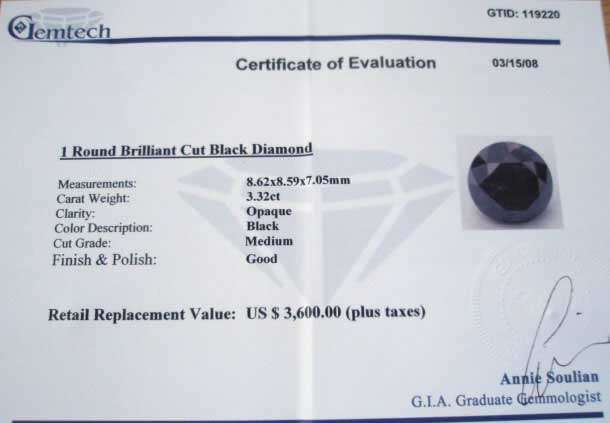 Gemtech
GTID: 119220
Certificate of Evaluation
03/15/08
1 Round Brilliant Cut Black Diamond
Measurements: 8.62x8.59x7.05mm
Carat Weight: 3.32ct
Clarity: Opaque
Color Description: Black
Cut Grade: Medium
Finish & Polish: Good
Retail Replacement Value: US $ 3,600.00 (plus taxes)
Annie Soulian
G.I.A. Graduate Gemmologist